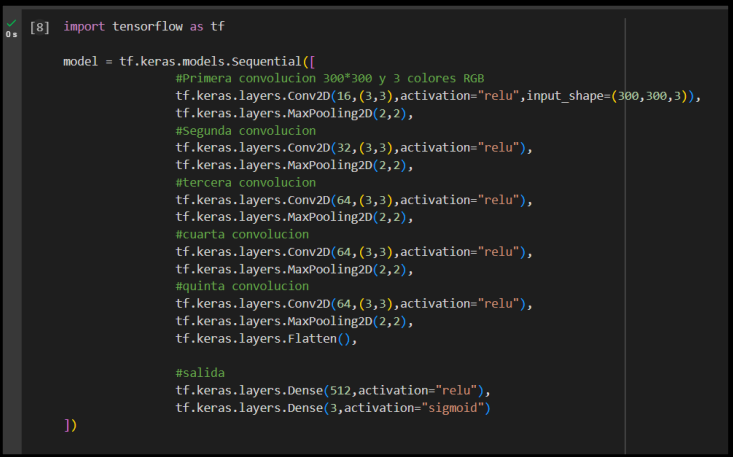 [8] import tensorflow as tf
0 s
model = tf.keras.models.Sequential([
#Primera convolucion 300*300 y 3 colores RGB
tf.keras.layers.Conv2D(16,(3,3),activation="relu",input_shape=(300,300,3)),
tf.keras.layers.MaxPooling2D(2,2),
#Segunda convolucion
tf.keras.layers.Conv2D(32,(3,3),activation="relu"),
tf.keras.layers.MaxPooling2D(2,2),
#tercera convolucion
tf.keras.layers.Conv2D(64,(3,3),activation="relu"),
tf.keras.layers.MaxPooling2D(2,2),
#cuarta convolucion
tf.keras.layers.Conv2D(64,(3,3),activation="relu"),
tf.keras.layers.MaxPooling2D(2,2),
#quinta convolucion
tf.keras.layers.Conv2D(64,(3,3),activation="relu"),
tf.keras.layers.MaxPooling2D(2,2),
tf.keras.layers.Flatten(),
#salida
tf.keras.layers.Dense(512,activation="relu"),
tf.keras.layers.Dense(3,activation="sigmoid")
])